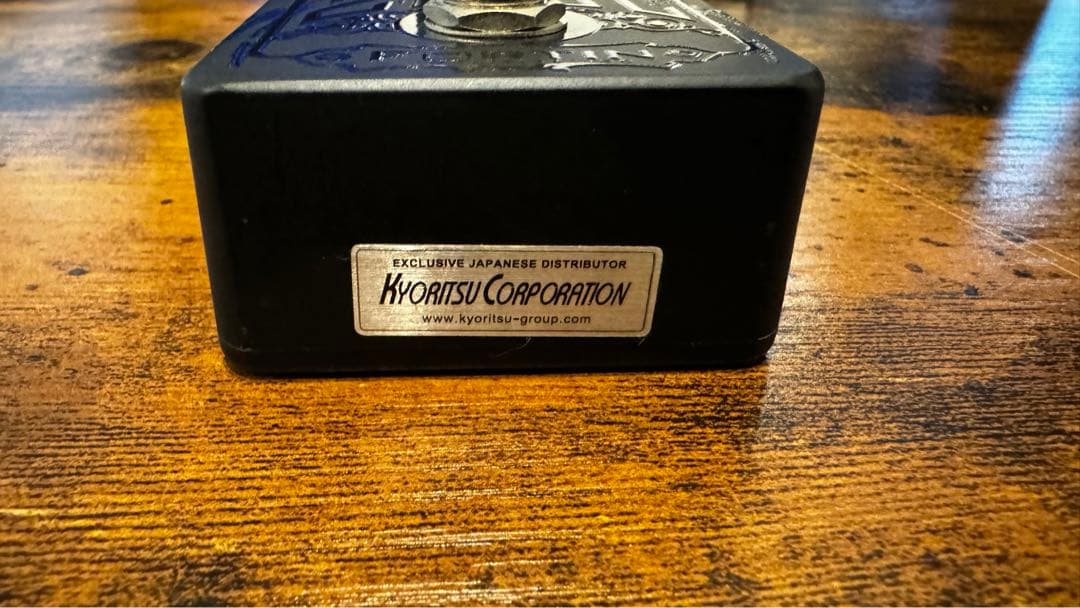 EXCLUSIVE JAPANESE DISTRIBUTOR
KYORITSU CORPORATION
www.kyoritsu-group.com